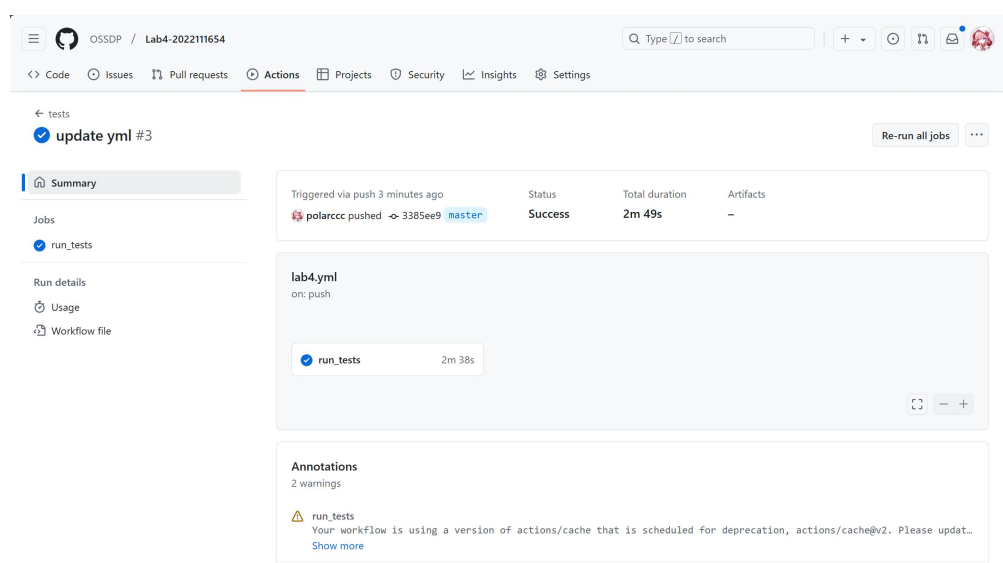 OSSDP / Lab4-2022111654
Type / to search
Code Issues Pull requests Actions Projects Security Insights Settings
← tests
update yml #3
Re-run all jobs
Summary
Jobs
run_tests
Run details
Usage
Workflow file
Triggered via push 3 minutes ago
polarccc pushed 3385ee9 master
Status
Success
Total duration
2m 49s
Artifacts
–
lab4.yml
on: push
run_tests 2m 38s
Annotations
2 warnings
run_tests
Your workflow is using a version of actions/cache that is scheduled for deprecation, actions/cache@v2. Please updat…
Show more